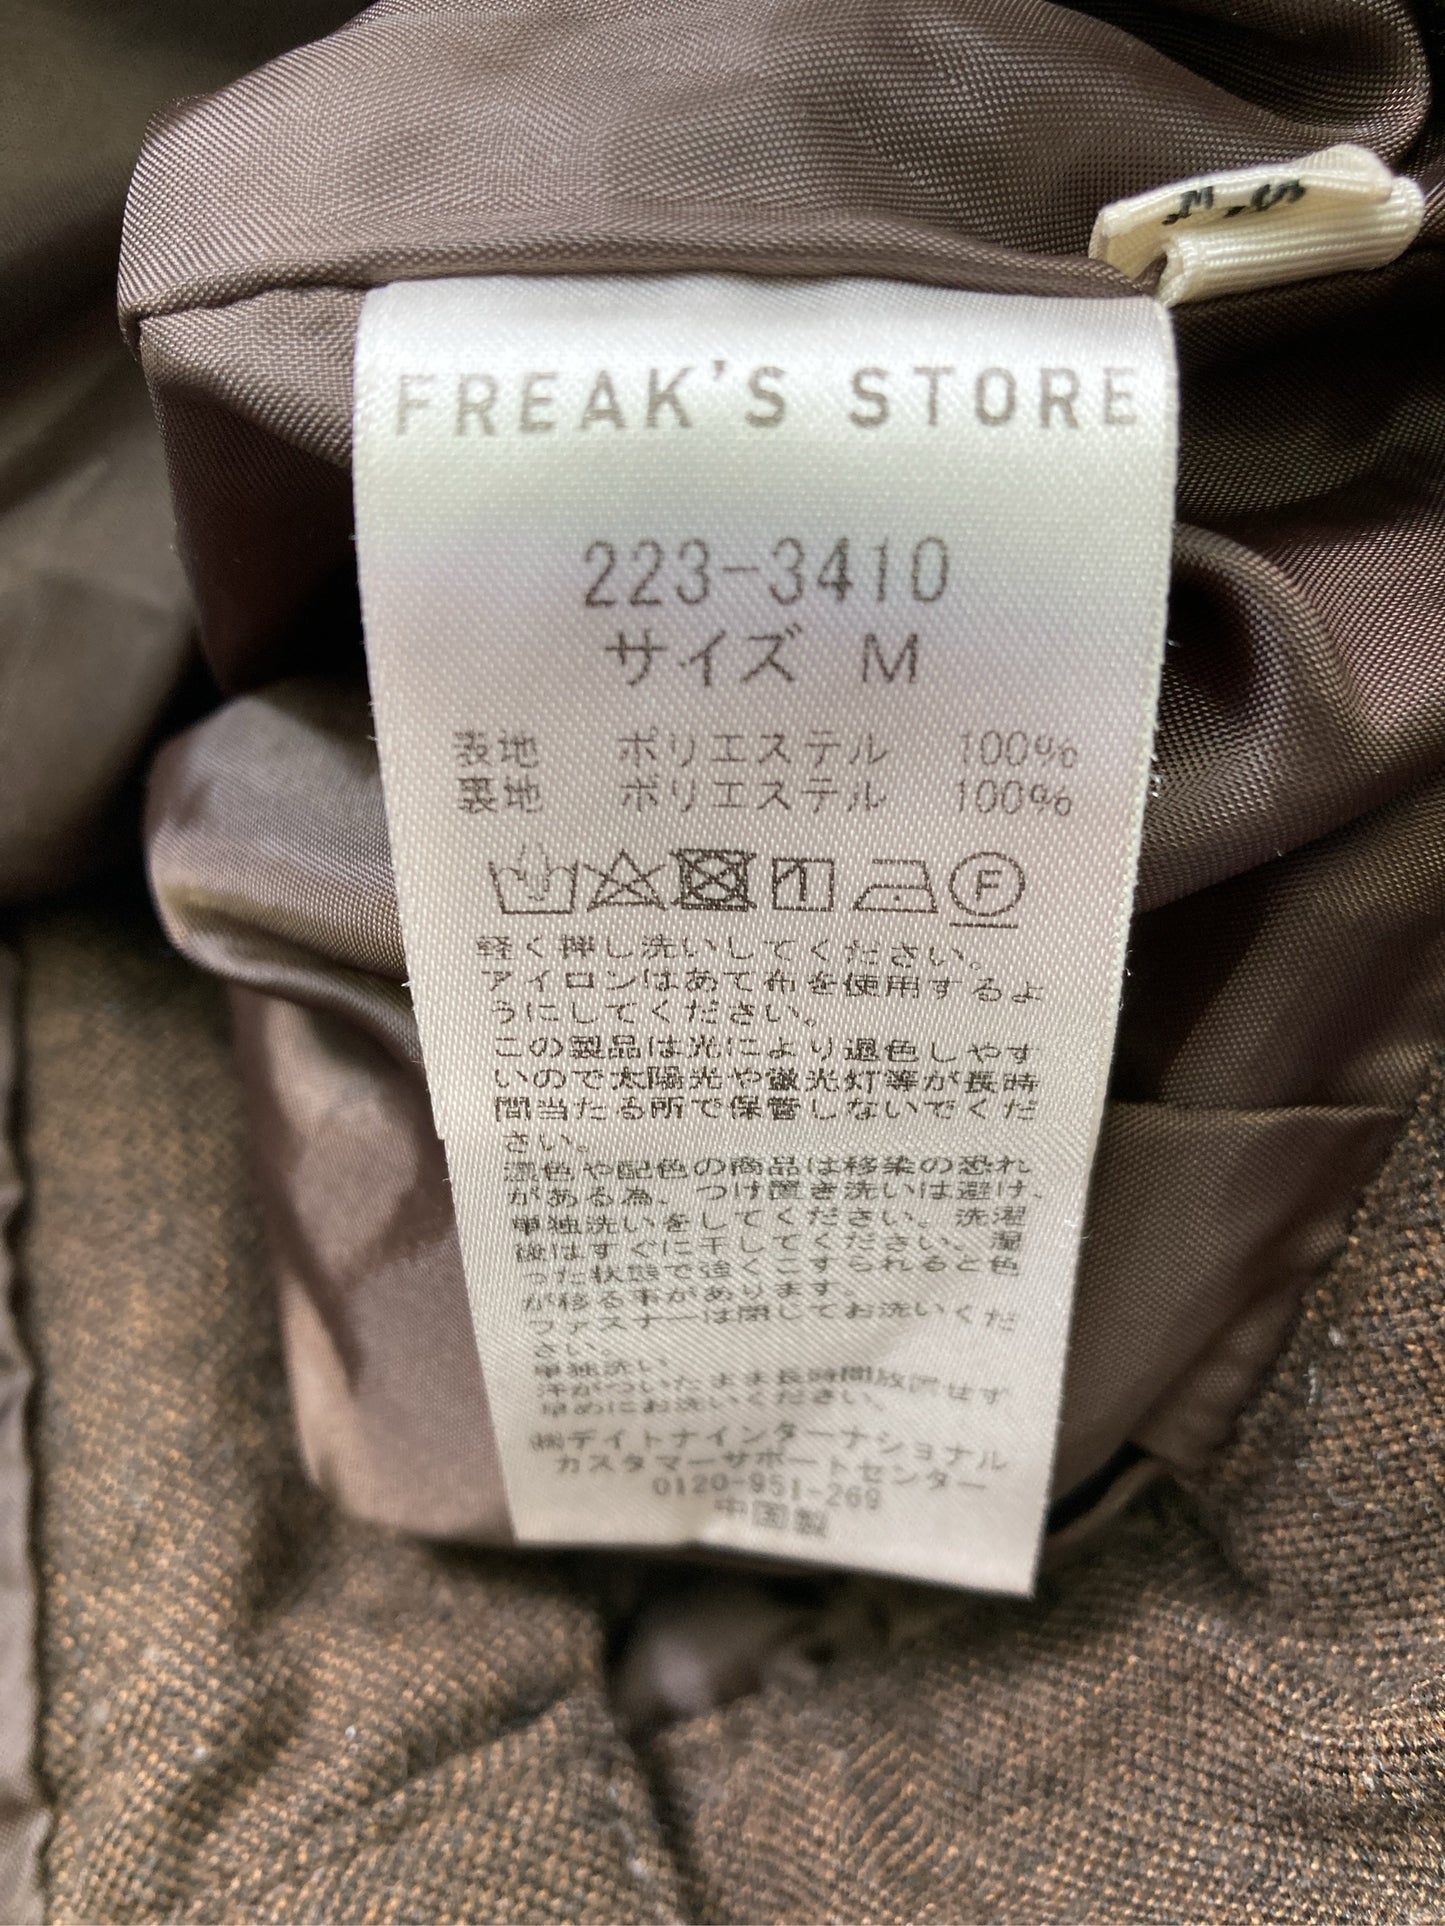 FREAK'S STORE
223-3410
サイズ M
表地 ポリエステル 100%
裏地 ポリエステル 100%
F
軽く押し洗いしてください。
アイロンはあて布を使用するよ
うにしてください。
この製品は光により退色しやす
いので太陽光や蛍光灯等が長時
間当たる所で保管しないでくだ
さい。
濃色や配色の商品は移染の恐れ
がある為、つけ置き洗いは避け、
単独洗いをしてください。洗濯
後はすぐに干してください、湿
った状態で強くこすられると色
が移る事があります。
ファスナーは閉じてお洗いくだ
さい。
単独洗い
汗がついたまま長時間放置せず
早めにお洗いください。
㈱デイトナインターナショナル
カスタマーサポートセンター
0120-951-269
中国製